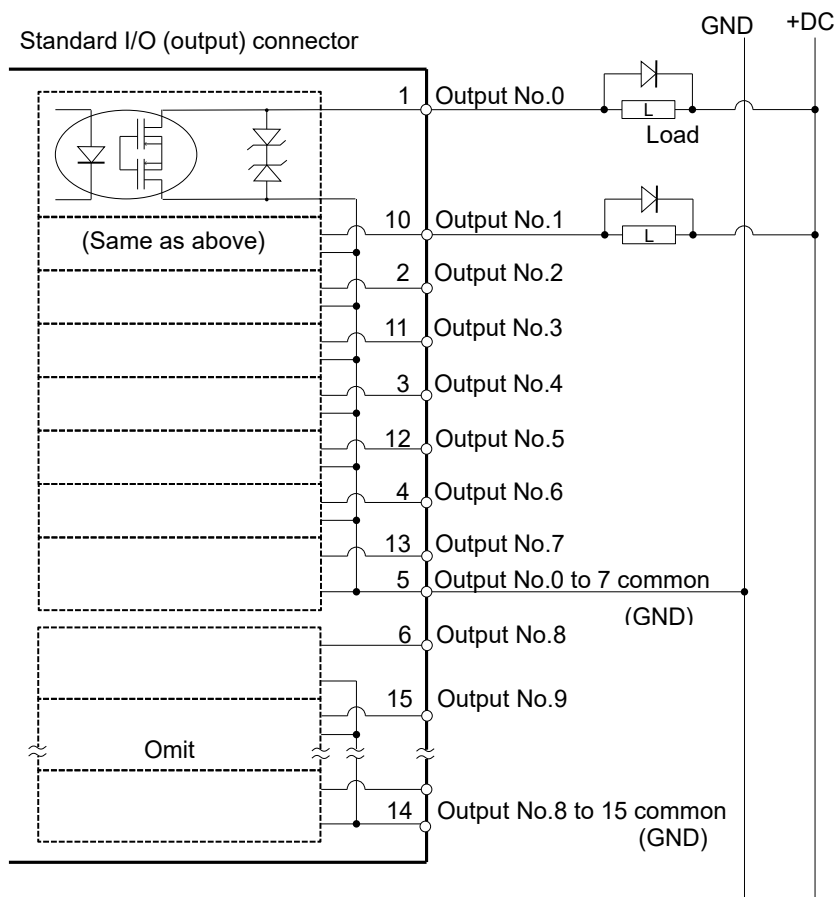 GND +DC
Standard I/O (output) connector
1 Output No.0
L
Load
10 Output No.1
L
(Same as above)
2 Output No.2
11 Output No.3
3 Output No.4
12 Output No.5
4 Output No.6
13 Output No.7
5 Output No.0 to 7 common
(GND)
6 Output No.8
15 Output No.9
Omit
14 Output No.8 to 15 common
(GND)